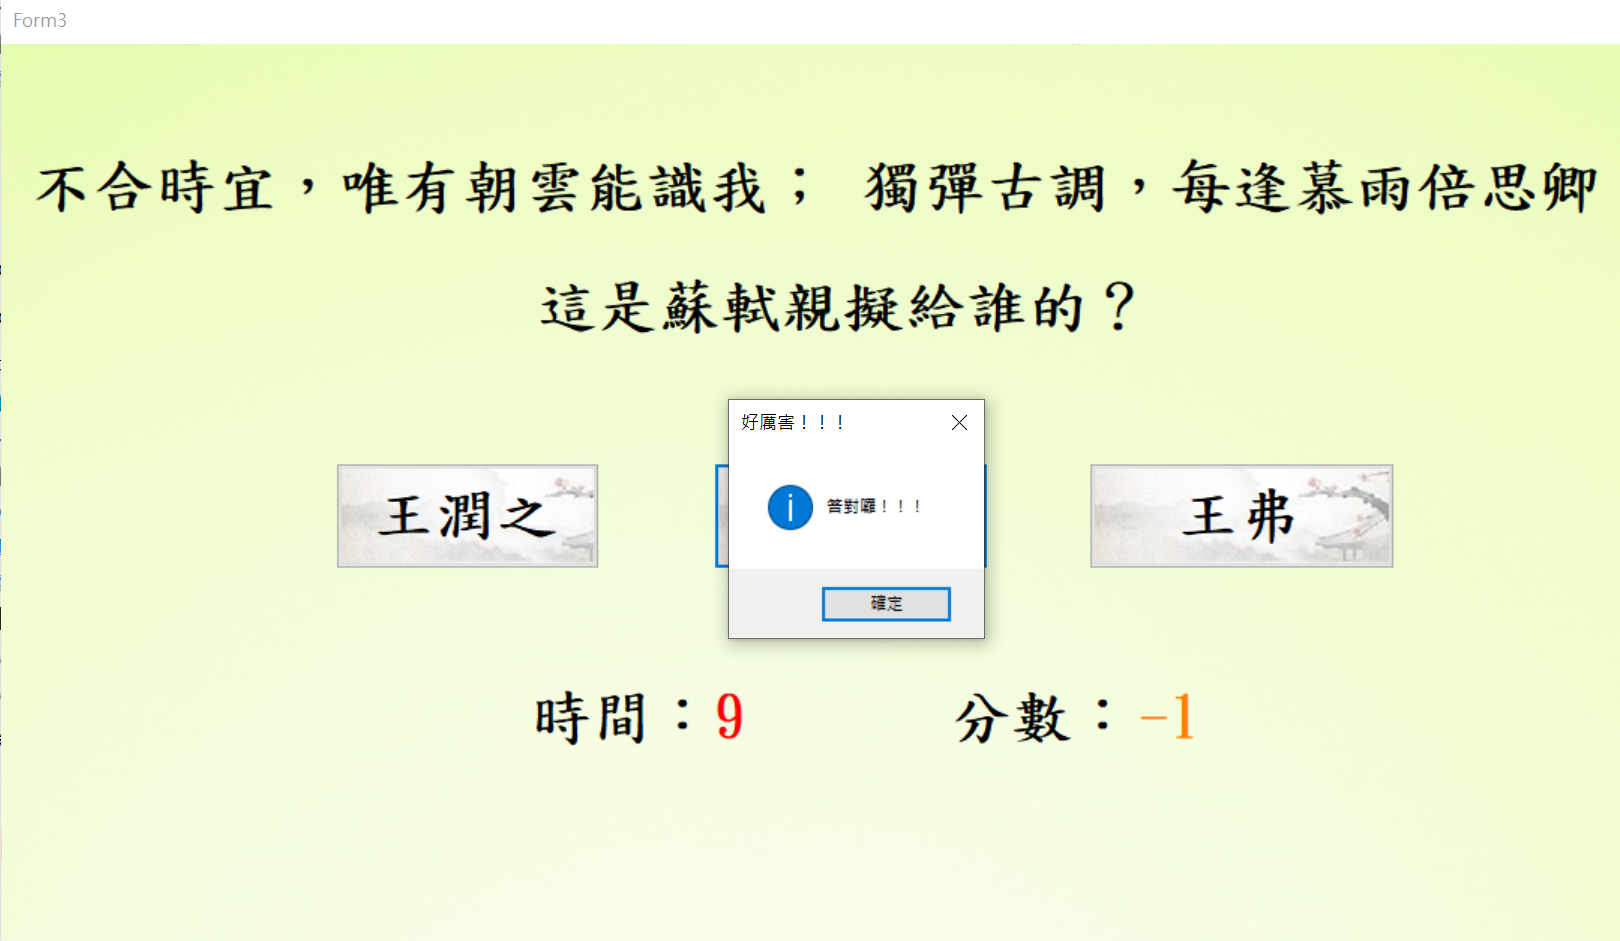 Form3
不合時宜，唯有朝雲能識我； 獨彈古調，每逢慕雨倍思卿
這是蘇軾親擬給誰的？
好厲害！！！
王潤之
答對囉！！！
王弗
確定
時間：9
分數：-1